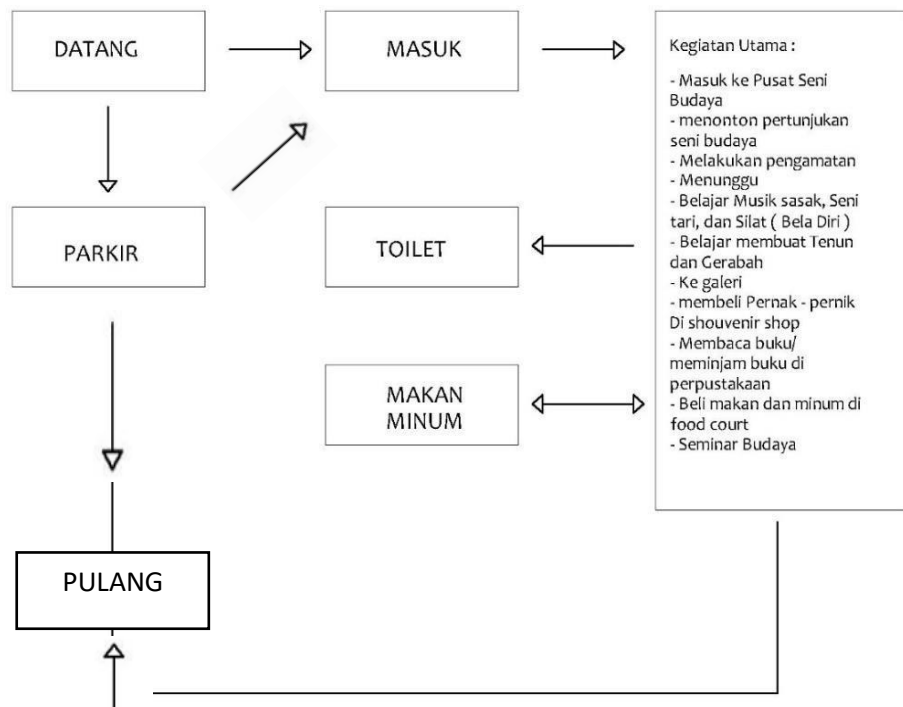 DATANG
MASUK
PARKIR
TOILET
MAKAN
MINUM
PULANG
Kegiatan Utama :
- Masuk ke Pusat Seni
Budaya
- menonton pertunjukan
seni budaya
- Melakukan pengamatan
- Menunggu
- Belajar Musik sasak, Seni
tari, dan Silat ( Bela Diri )
- Belajar membuat Tenun
dan Gerabah
- Ke galeri
- membeli Pernak - pernik
Di shouvenir shop
- Membaca buku/
meminjam buku di
perpustakaan
- Beli makan dan minum di
food court
- Seminar Budaya